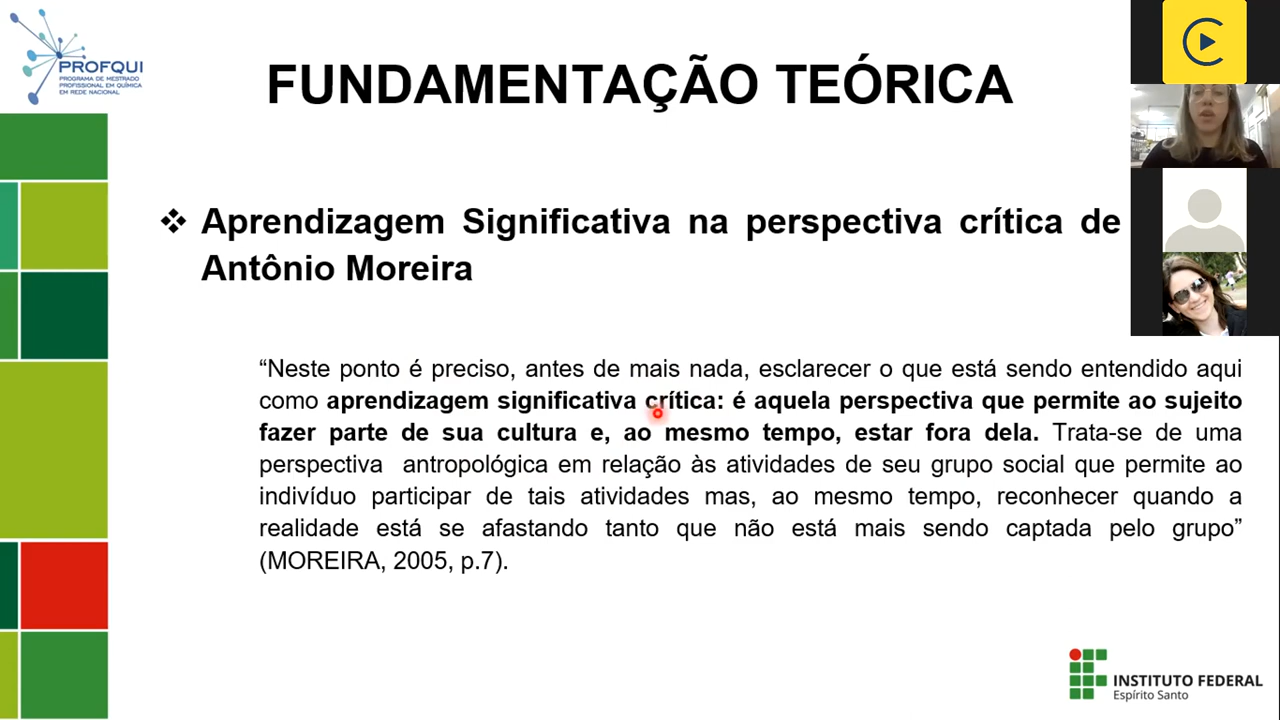 PROFQUI
PROGRAMA DE MESTRADO
PROFISSIONAL EM QUÍMICA
EM REDE NACIONAL
FUNDAMENTAÇÃO TEÓRICA
❖ Aprendizagem Significativa na perspectiva crítica de
Antônio Moreira
“Neste ponto é preciso, antes de mais nada, esclarecer o que está sendo entendido aqui
como aprendizagem significativa crítica: é aquela perspectiva que permite ao sujeito
fazer parte de sua cultura e, ao mesmo tempo, estar fora dela. Trata-se de uma
perspectiva antropológica em relação às atividades de seu grupo social que permite ao
indivíduo participar de tais atividades mas, ao mesmo tempo, reconhecer quando a
realidade está se afastando tanto que não está mais sendo captada pelo grupo”
(MOREIRA, 2005, p.7).
INSTITUTO FEDERAL
Espírito Santo